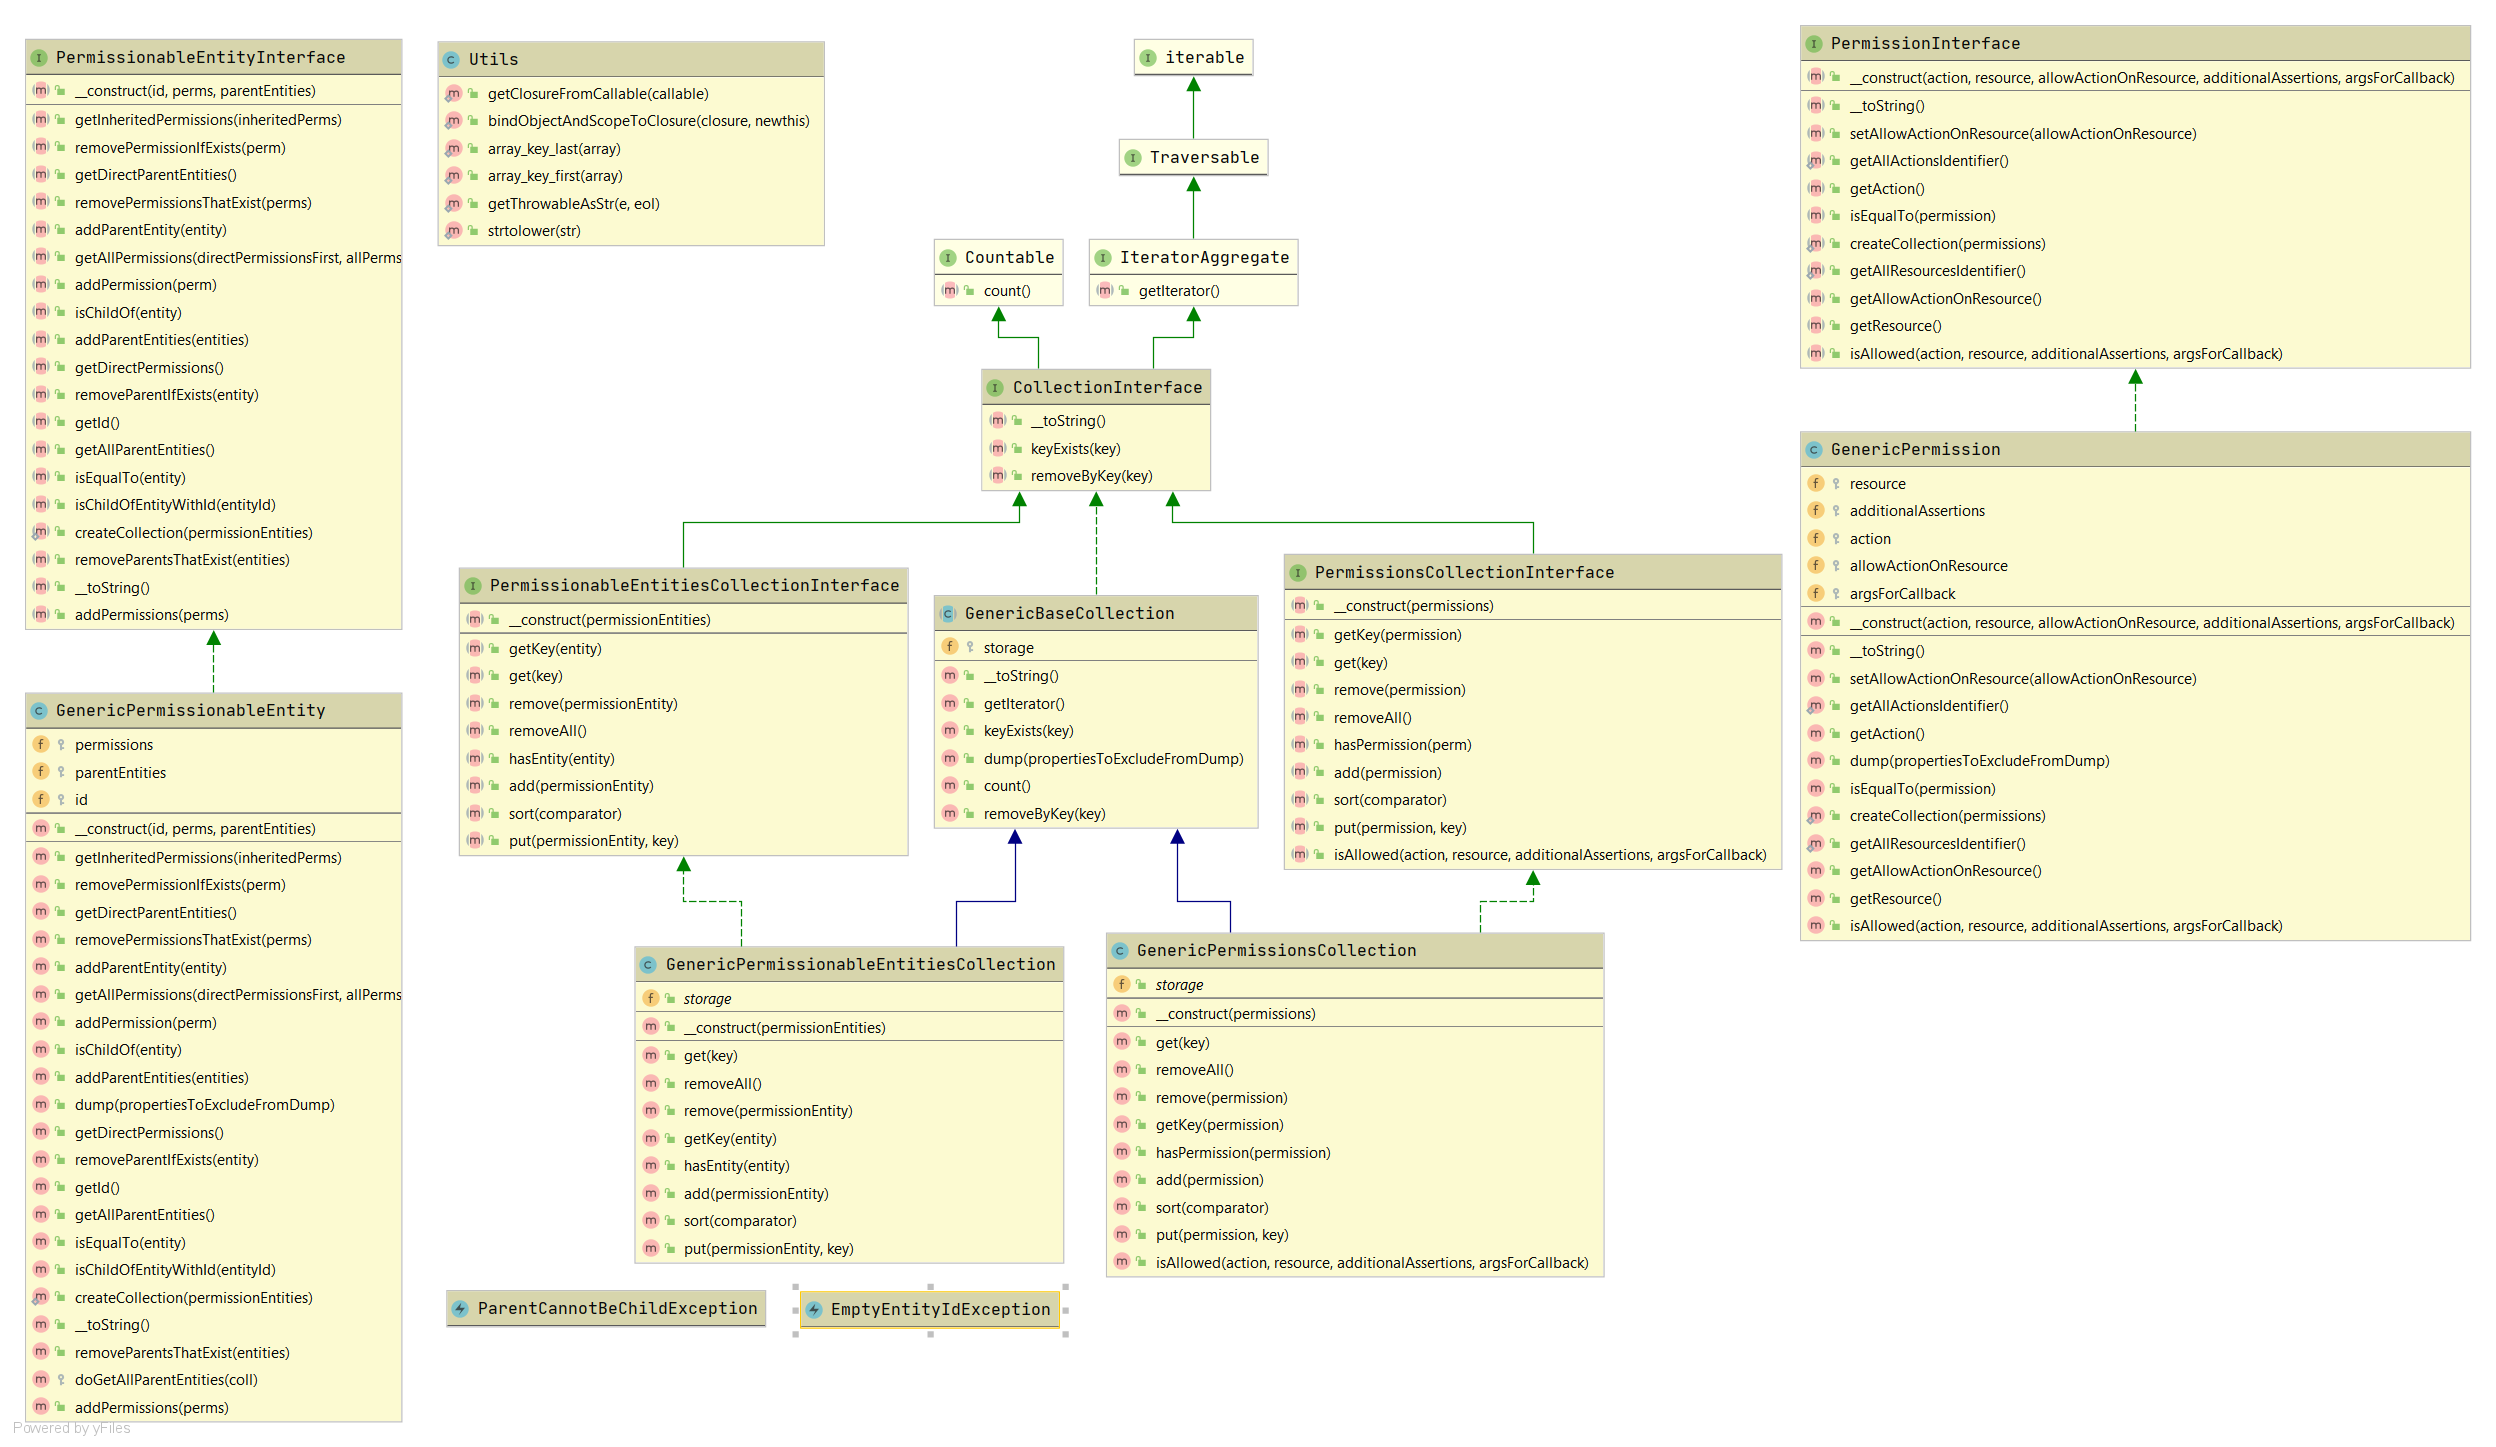 PermissionableEntityInterface
__construct(id, perms, parentEntities)
getInheritedPermissions(inheritedPerms)
removePermissionIfExists(perm)
getDirectParentEntities()
removePermissionsThatExist(perms)
addParentEntity(entity)
getAllPermissions(directPermissionsFirst, allPerms
addPermission(perm)
isChildOf(entity)
addParentEntities(entities)
getDirectPermissions()
removeParentIfExists(entity)
getId()
getAllParentEntities()
isEqualTo(entity)
isChildOfEntityWithId(entityId)
createCollection(permissionEntities)
removeParentsThatExist(entities)
__toString()
addPermissions(perms)
GenericPermissionableEntity
permissions
parentEntities
id
__construct(id, perms, parentEntities)
getInheritedPermissions(inheritedPerms)
removePermissionIfExists(perm)
getDirectParentEntities()
removePermissionsThatExist(perms)
addParentEntity(entity)
getAllPermissions(directPermissionsFirst, allPerms
addPermission(perm)
isChildOf(entity)
addParentEntities(entities)
dump(propertiesToExcludeFromDump)
getDirectPermissions()
removeParentIfExists(entity)
getId()
getAllParentEntities()
isEqualTo(entity)
isChildOfEntityWithId(entityId)
createCollection(permissionEntities)
__toString()
removeParentsThatExist(entities)
doGetAllParentEntities(coll)
addPermissions(perms)
Powered by yFiles
Utils
getClosureFromCallable(callable)
bindObjectAndScopeToClosure(closure, newthis)
array_key_last(array)
array_key_first(array)
getThrowableAsStr(e, eol)
strtolower(str)
iterable
Traversable
Countable
count()
IteratorAggregate
getIterator()
CollectionInterface
__toString()
keyExists(key)
removeByKey(key)
PermissionableEntitiesCollectionInterface
__construct(permissionEntities)
getKey(entity)
get(key)
remove(permissionEntity)
removeAll()
hasEntity(entity)
add(permissionEntity)
sort(comparator)
put(permissionEntity, key)
GenericBaseCollection
storage
__toString()
getIterator()
keyExists(key)
dump(propertiesToExcludeFromDump)
count()
removeByKey(key)
PermissionsCollectionInterface
__construct(permissions)
getKey(permission)
get(key)
remove(permission)
removeAll()
hasPermission(perm)
add(permission)
sort(comparator)
put(permission, key)
isAllowed(action, resource, additionalAssertions, argsForCallback)
GenericPermissionableEntitiesCollection
storage
__construct(permissionEntities)
get(key)
removeAll()
remove(permissionEntity)
getKey(entity)
hasEntity(entity)
add(permissionEntity)
sort(comparator)
put(permissionEntity, key)
GenericPermissionsCollection
storage
__construct(permissions)
get(key)
removeAll()
remove(permission)
getKey(permission)
hasPermission(permission)
add(permission)
sort(comparator)
put(permission, key)
isAllowed(action, resource, additionalAssertions, argsForCallback)
ParentCannotBeChildException
EmptyEntityIdException
PermissionInterface
__construct(action, resource, allowActionOnResource, additionalAssertions, argsForCallback)
__toString()
setAllowActionOnResource(allowActionOnResource)
getAllActionsIdentifier()
getAction()
isEqualTo(permission)
createCollection(permissions)
getAllResourcesIdentifier()
getAllowActionOnResource()
getResource()
isAllowed(action, resource, additionalAssertions, argsForCallback)
GenericPermission
resource
additionalAssertions
action
allowActionOnResource
argsForCallback
__construct(action, resource, allowActionOnResource, additionalAssertions, argsForCallback)
__toString()
setAllowActionOnResource(allowActionOnResource)
getAllActionsIdentifier()
getAction()
dump(propertiesToExcludeFromDump)
isEqualTo(permission)
createCollection(permissions)
getAllResourcesIdentifier()
getAllowActionOnResource()
getResource()
isAllowed(action, resource, additionalAssertions, argsForCallback)